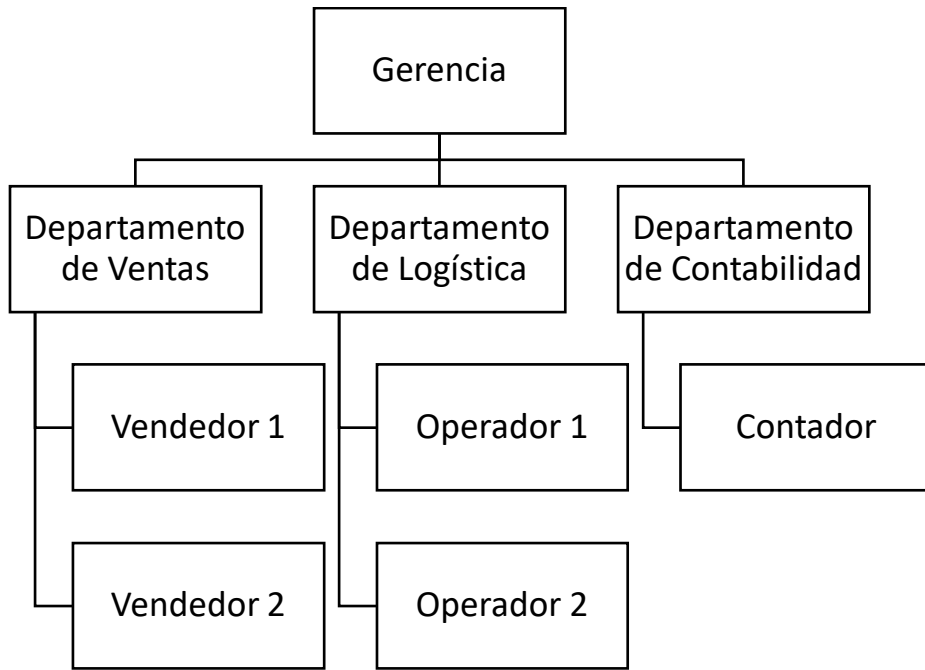 Gerencia
Departamento
de Ventas
Departamento
de Logística
Departamento
de Contabilidad
Vendedor 1
Operador 1
Contador
Vendedor 2
Operador 2